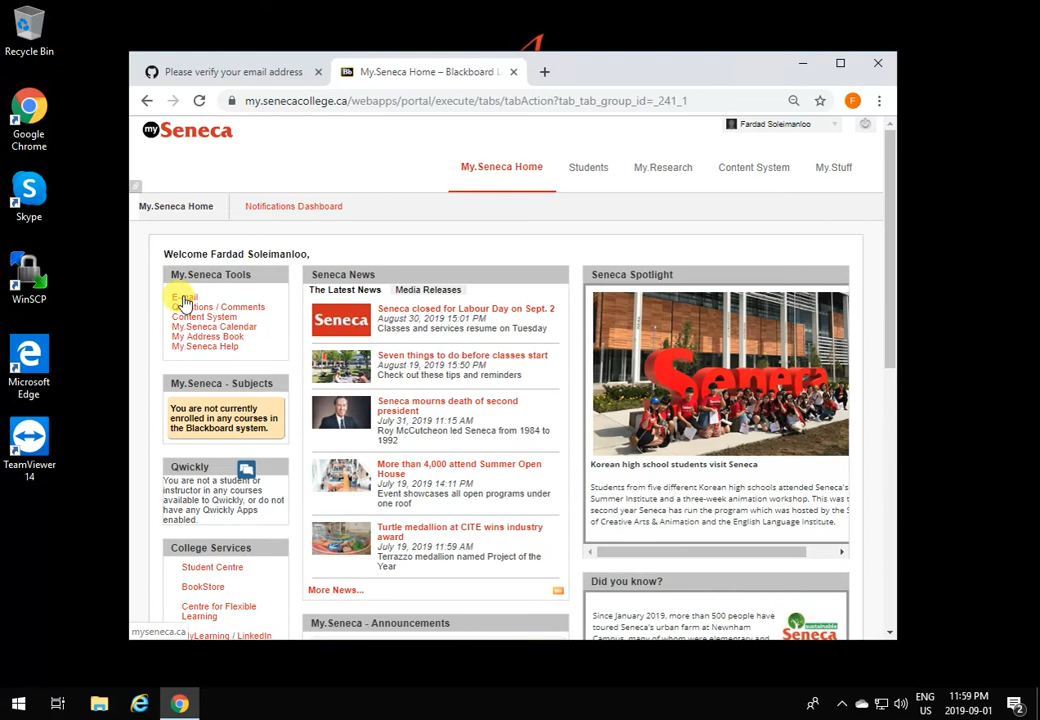 Recycle Bin
Google
Chrome
Skype
WinSCP
Microsoft
Edge
TeamViewer
14
Please verify your email address
My.Seneca Home – Blackboard L
my.senecacollege.ca/webapps/portal/execute/tabs/tabAction?tab_tab_group_id=_241_1
F
my Seneca
Fardad Soleimanloo
My.Seneca Home
Students
My.Research
Content System
My.Stuff
My.Seneca Home
Notifications Dashboard
Welcome Fardad Soleimanloo,
My.Seneca Tools
Content System
My.Seneca Calendar
My Address Book
My.Seneca Help
My.Seneca - Subjects
You are not currently
enrolled in any courses in
the Blackboard system.
Qwickly
You are not a student or
instructor in any courses
available to Qwickly, or do not
have any Qwickly Apps
enabled.
College Services
Student Centre
BookStore
Centre for Flexible
Learning
MyLearning / LinkedIN
myseneca.ca
Seneca News
The Latest News
Media Releases
Seneca
Seneca closed for Labour Day on Sept. 2
August 30, 2019 15:01 PM
Classes and services resume on Tuesday
Seven things to do before classes start
August 19, 2019 15:50 PM
Check out these tips and reminders
Seneca mourns death of second
president
July 31, 2019 11:15 AM
Roy McCutcheon led Seneca from 1984 to
1992
More than 4,000 attend Summer Open
House
July 19, 2019 14:11 PM
Event showcases all open programs under
one roof
Turtle medallion at CITE wins industry
award
July 19, 2019 11:59 AM
Terrazzo medallion named Project of the
Year
More News...
My.Seneca - Announcements
Seneca Spotlight
Seneca
Korean high school students visit Seneca
Students from five different Korean high schools attended Seneca's
Summer Institute and a three-week animation workshop. This was t
second year Seneca has run the program which was hosted by the S
of Creative Arts & Animation and the English Language Institute.
Did you know?
Since January 2019, more than 500 people have
toured Seneca's urban farm at Newnham
Campus, many of whom were elementary and
sustainable
Seneca
ENG
US
11:59 PM
2019-09-01
2